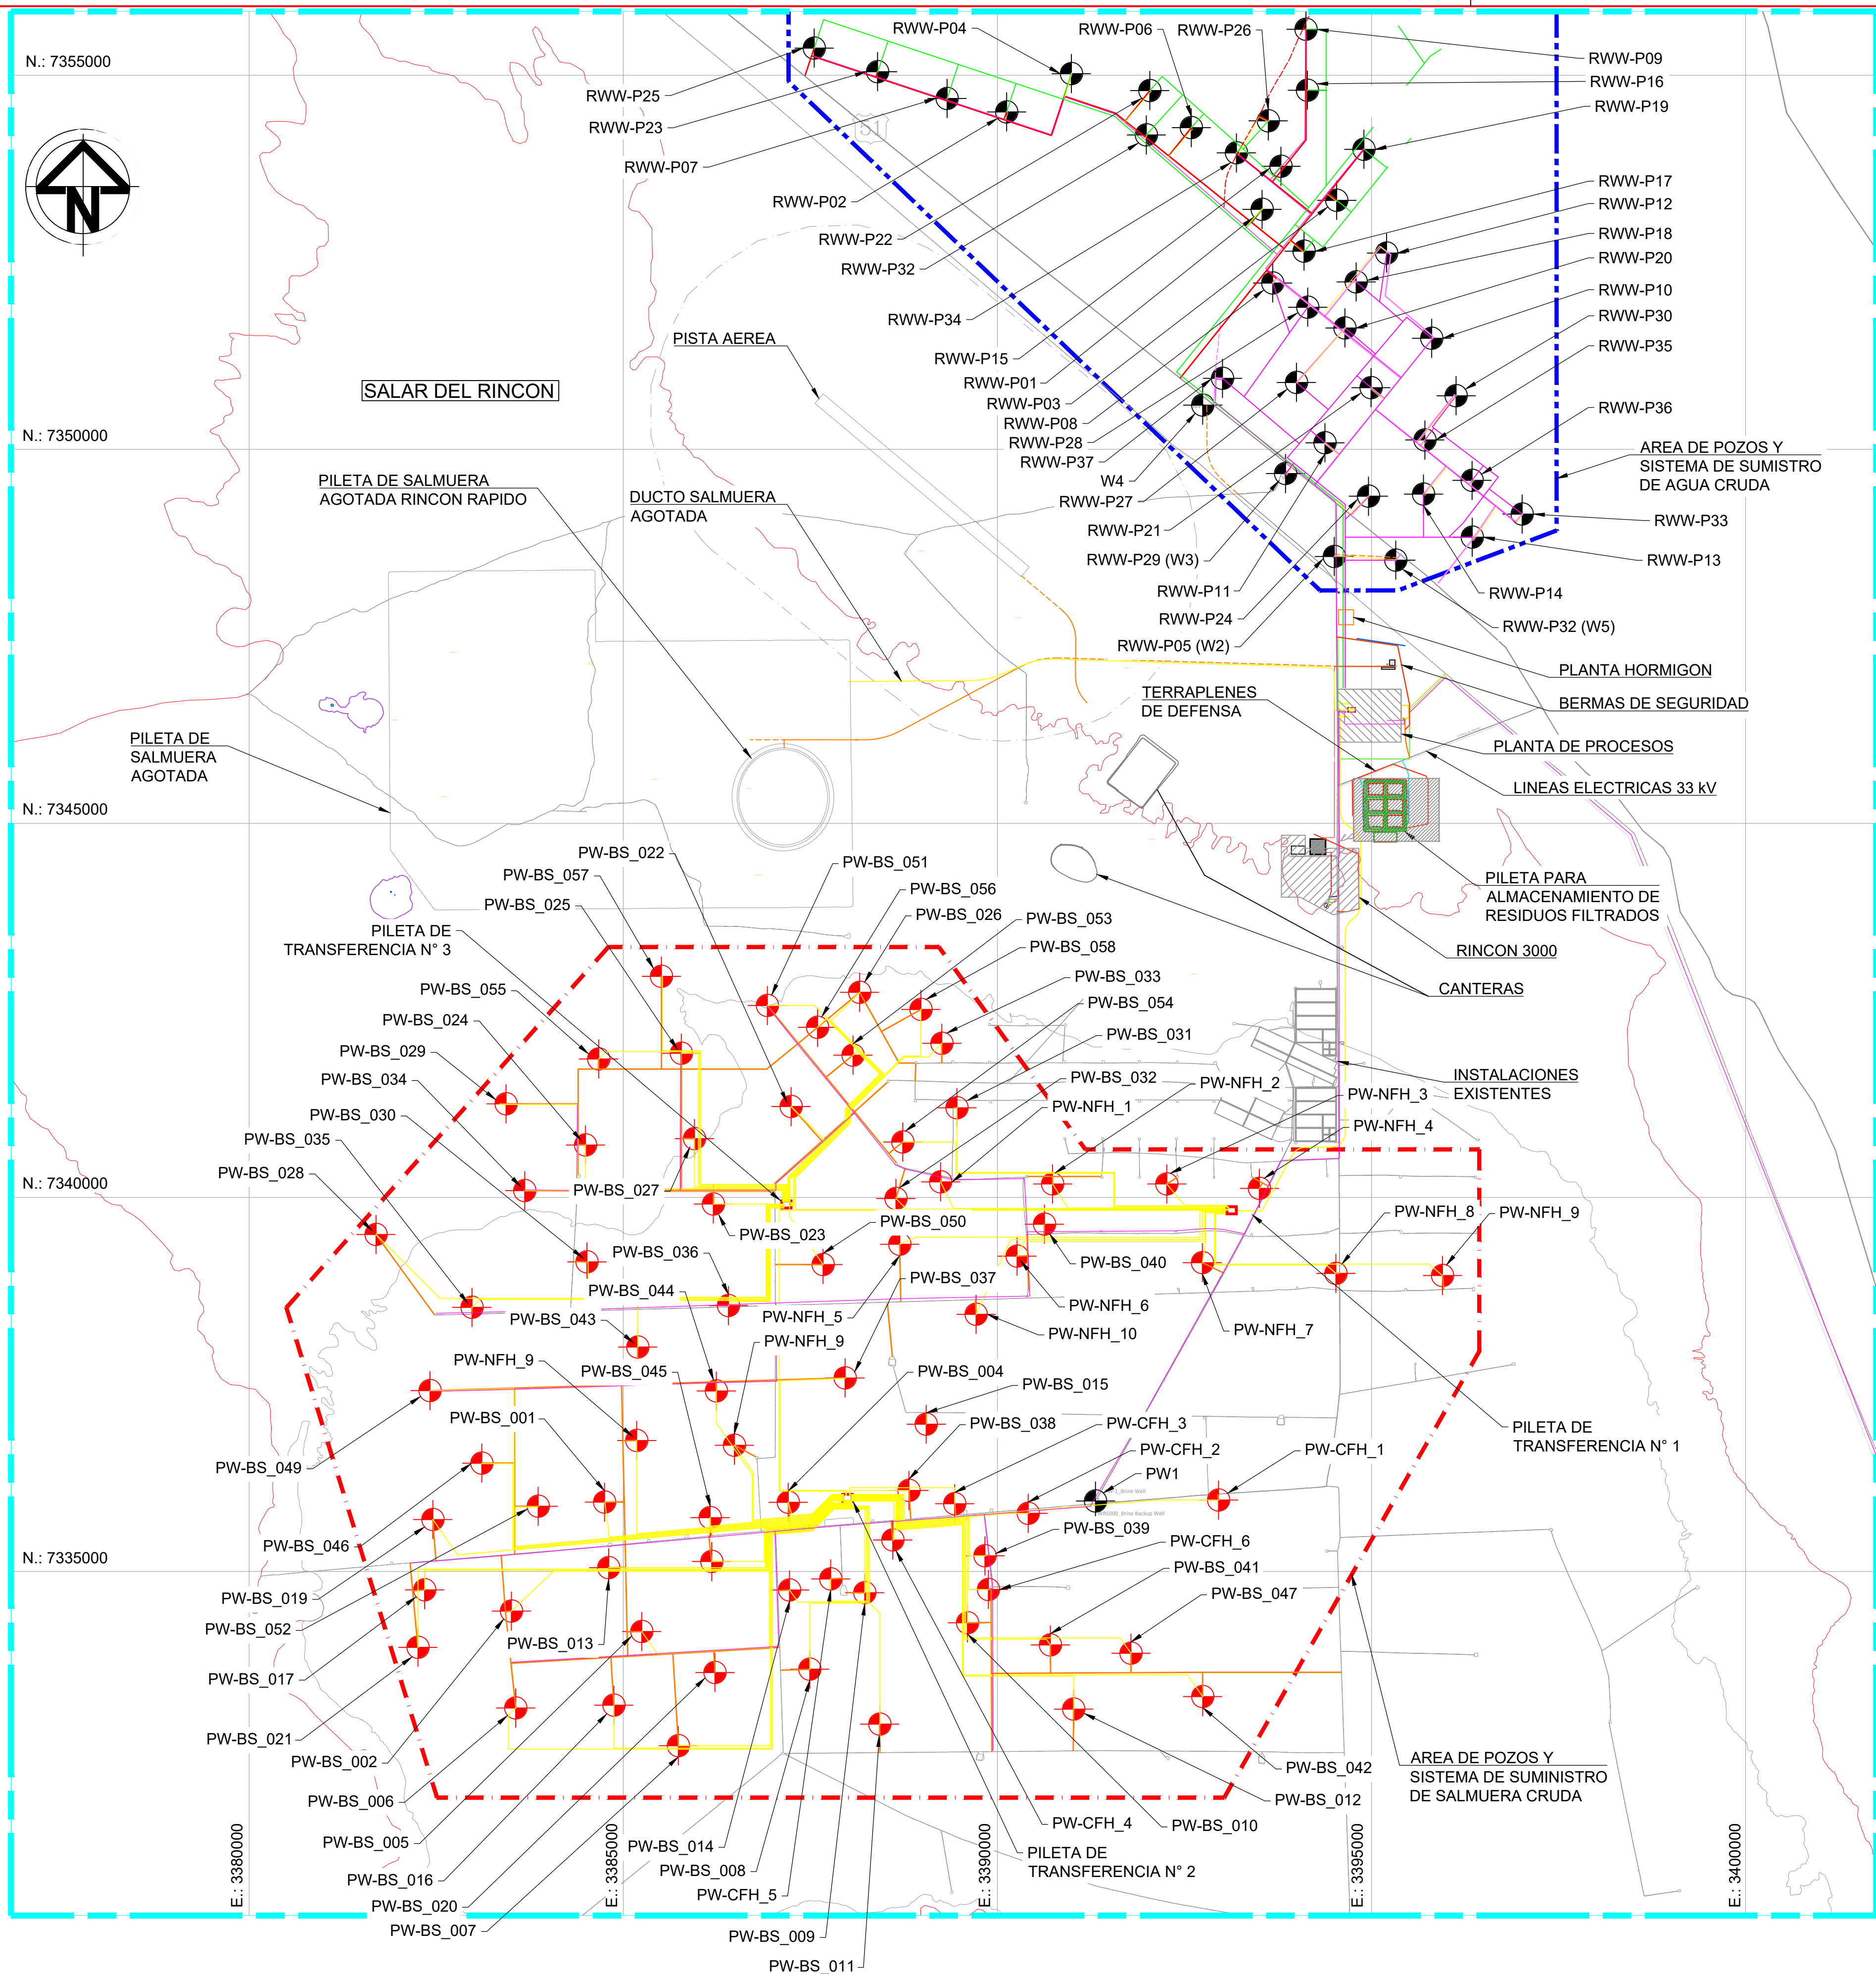 N.: 7355000
RWW-P04
RWW-P06
RWW-P26
RWW-P09
RWW-P16
RWW-P19
RWW-P25
RWW-P23
RWW-P07
RWW-P02
RWW-P22
RWW-P32
RWW-P34
RWW-P15
RWW-P01
RWW-P03
RWW-P08
RWW-P28
RWW-P37
W4
RWW-P27
RWW-P21
RWW-P29 (W3)
RWW-P11
RWW-P24
RWW-P05 (W2)
51
N
RWW-P17
RWW-P12
RWW-P18
RWW-P20
RWW-P10
RWW-P30
RWW-P35
RWW-P36
AREA DE POZOS Y
SISTEMA DE SUMISTRO
DE AGUA CRUDA
RWW-P33
RWW-P13
RWW-P14
RWW-P32 (W5)
PLANTA HORMIGON
BERMAS DE SEGURIDAD
PLANTA DE PROCESOS
LINEAS ELECTRICAS 33 kV
PISTA AEREA
SALAR DEL RINCON
N.: 7350000
PILETA DE SALMUERA
AGOTADA RINCON RAPIDO
DUCTO SALMUERA
AGOTADA
TERRAPLENES
DE DEFENSA
PILETA DE
SALMUERA
AGOTADA
N.: 7345000
PILETA PARA
ALMACENAMIENTO DE
RESIDUOS FILTRADOS
RINCON 3000
CANTERAS
INSTALACIONES
EXISTENTES
PW-BS_022
PW-BS_057
PW-BS_025
PILETA DE
TRANSFERENCIA N° 3
PW-BS_055
PW-BS_024
PW-BS_029
PW-BS_034
PW-BS_030
PW-BS_035
PW-BS_028
PW-BS_051
PW-BS_056
PW-BS_026
PW-BS_053
PW-BS_058
PW-BS_033
PW-BS_054
PW-BS_031
PW-BS_032
PW-NFH_2
PW-NFH_1
PW-NFH_3
PW-NFH_4
N.: 7340000
PW-BS_027
PW-BS_023
PW-BS_050
PW-BS_036
PW-BS_040
PW-NFH_8
PW-NFH_9
PW-BS_037
PW-BS_044
PW-NFH_5
PW-NFH_6
PW-BS_043
PW-NFH_10
PW-NFH_7
PW-NFH_9
PW-NFH_9
PW-BS_045
PW-BS_004
PW-BS_015
PW-BS_001
PW-BS_038
PW-CFH_3
PW-CFH_2
PW-CFH_1
PW1
PILETA DE
TRANSFERENCIA N° 1
PW-BS_049
_Brine Well
WR5000_Brine Backup Well
PW-BS_039
PW-CFH_6
PW-BS_041
PW-BS_047
PW-BS_046
N.: 7335000
PW-BS_019
PW-BS_052
PW-BS_013
PW-BS_017
PW-BS_021
PW-BS_002
PW-BS_006
PW-BS_005
PW-BS_016
PW-BS_020
PW-BS_007
PW-BS_014
PW-BS_008
PW-CFH_5
PW-BS_009
PW-BS_011
PILETA DE
TRANSFERENCIA N° 2
PW-CFH_4
PW-BS_010
PW-BS_012
PW-BS_042
AREA DE POZOS Y
SISTEMA DE SUMINISTRO
DE SALMUERA CRUDA
E.: 3380000
E.: 3385000
E.: 3390000
E.: 3395000
E.: 3400000